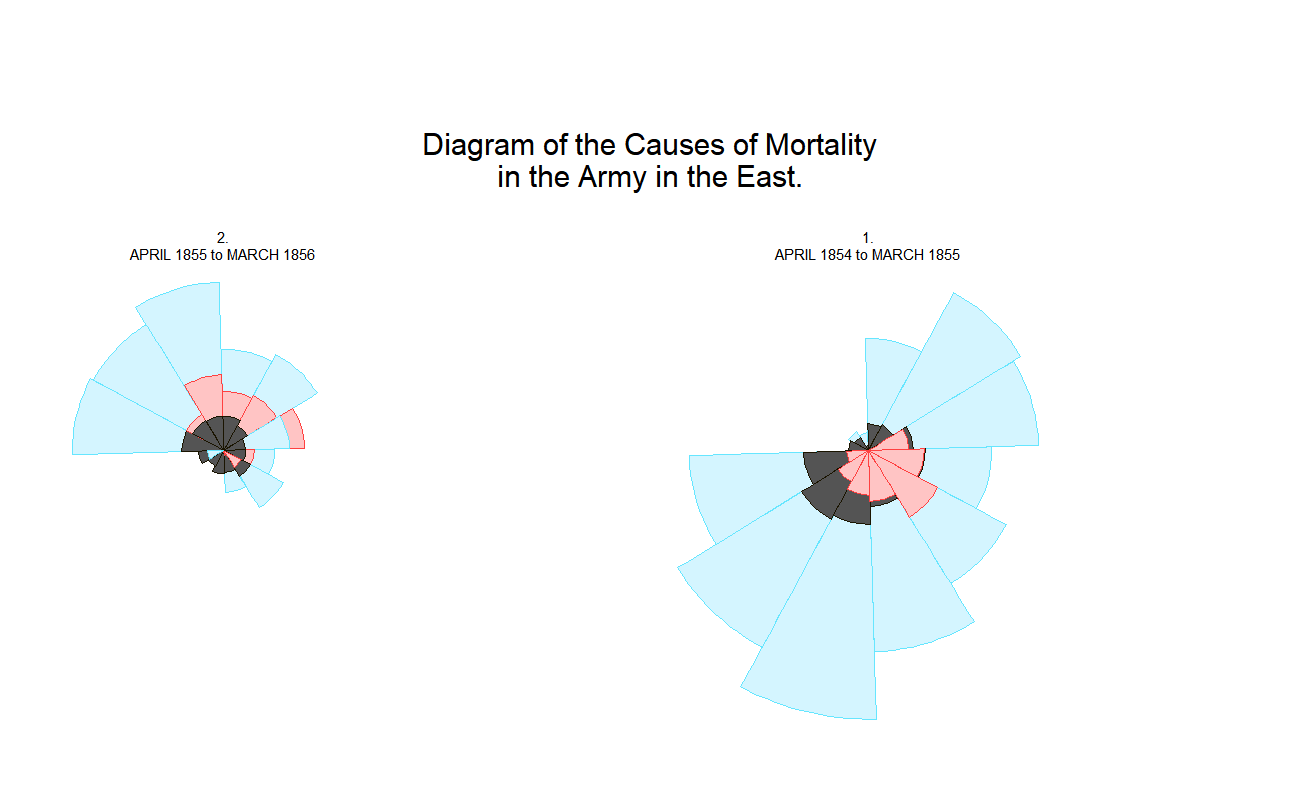 Diagram of the Causes of Mortality
in the Army in the East.
2.
APRIL 1855 to MARCH 1856
1.
APRIL 1854 to MARCH 1855